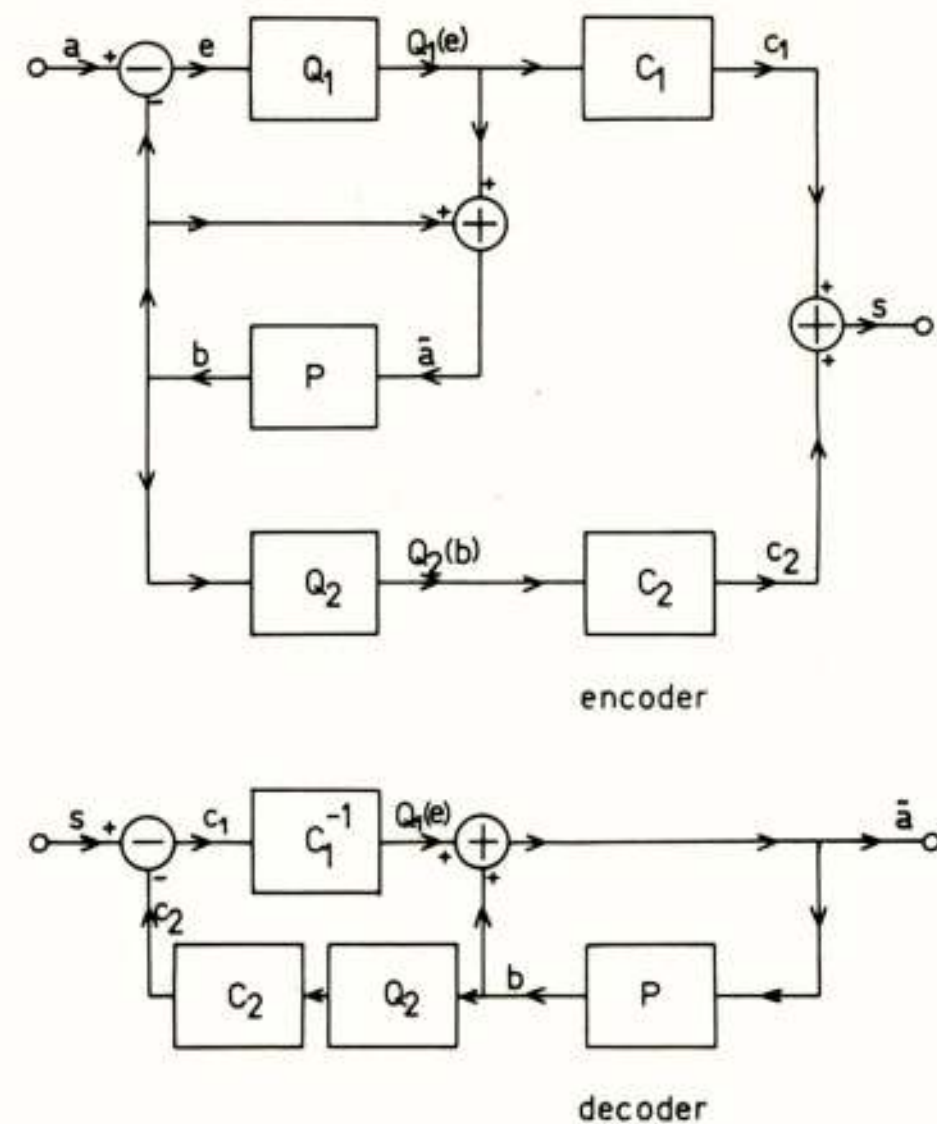 a + − e Q₁ Q₁(e) C₁ c₁
−
+
+ +
+
b P ā + s
+
Q₂ Q₂(b) C₂ c₂
encoder
s + − c₁ C₁⁻¹ Q₁(e) + ā
+
− +
c₂
C₂ Q₂ b P
decoder